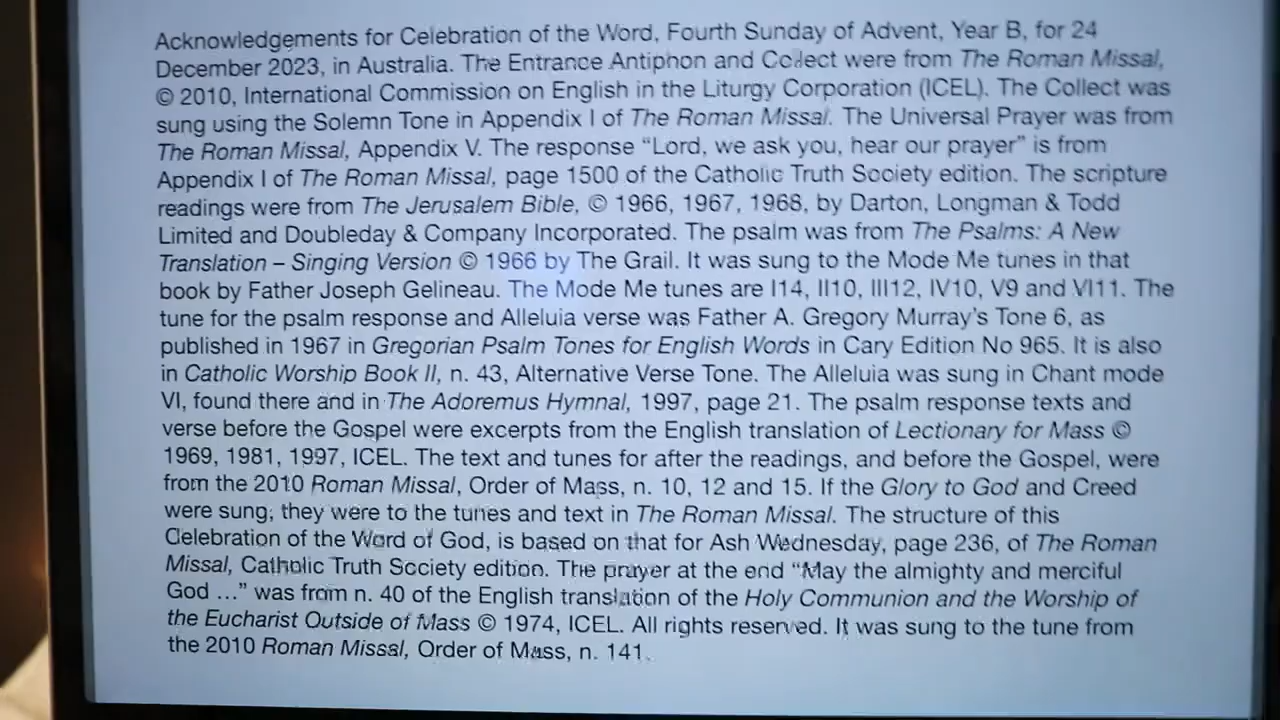 Acknowledgements for Celebration of the Word, Fourth Sunday of Advent, Year B, for 24
December 2023, in Australia. The Entrance Antiphon and Collect were from The Roman Missal,
© 2010, International Commission on English in the Liturgy Corporation (ICEL). The Collect was
sung using the Solemn Tone in Appendix I of The Roman Missal. The Universal Prayer was from
The Roman Missal, Appendix V. The response “Lord, we ask you, hear our prayer” is from
Appendix I of The Roman Missal, page 1500 of the Catholic Truth Society edition. The scripture
readings were from The Jerusalem Bible, © 1966, 1967, 1968, by Darton, Longman & Todd
Limited and Doubleday & Company Incorporated. The psalm was from The Psalms: A New
Translation – Singing Version © 1966 by The Grail. It was sung to the Mode Me tunes in that
book by Father Joseph Gelineau. The Mode Me tunes are I14, II10, III12, IV10, V9 and VI11. The
tune for the psalm response and Alleluia verse was Father A. Gregory Murray’s Tone 6, as
published in 1967 in Gregorian Psalm Tones for English Words in Cary Edition No 965. It is also
in Catholic Worship Book II, n. 43, Alternative Verse Tone. The Alleluia was sung in Chant mode
VI, found there and in The Adoremus Hymnal, 1997, page 21. The psalm response texts and
verse before the Gospel were excerpts from the English translation of Lectionary for Mass ©
1969, 1981, 1997, ICEL. The text and tunes for after the readings, and before the Gospel, were
from the 2010 Roman Missal, Order of Mass, n. 10, 12 and 15. If the Glory to God and Creed
were sung, they were to the tunes and text in The Roman Missal. The structure of this
Celebration of the Word of God, is based on that for Ash Wednesday, page 236, of The Roman
Missal, Catholic Truth Society edition. The prayer at the end “May the almighty and merciful
God ...” was from n. 40 of the English translation of the Holy Communion and the Worship of
the Eucharist Outside of Mass © 1974, ICEL. All rights reserved. It was sung to the tune from
the 2010 Roman Missal, Order of Mass, n. 141.